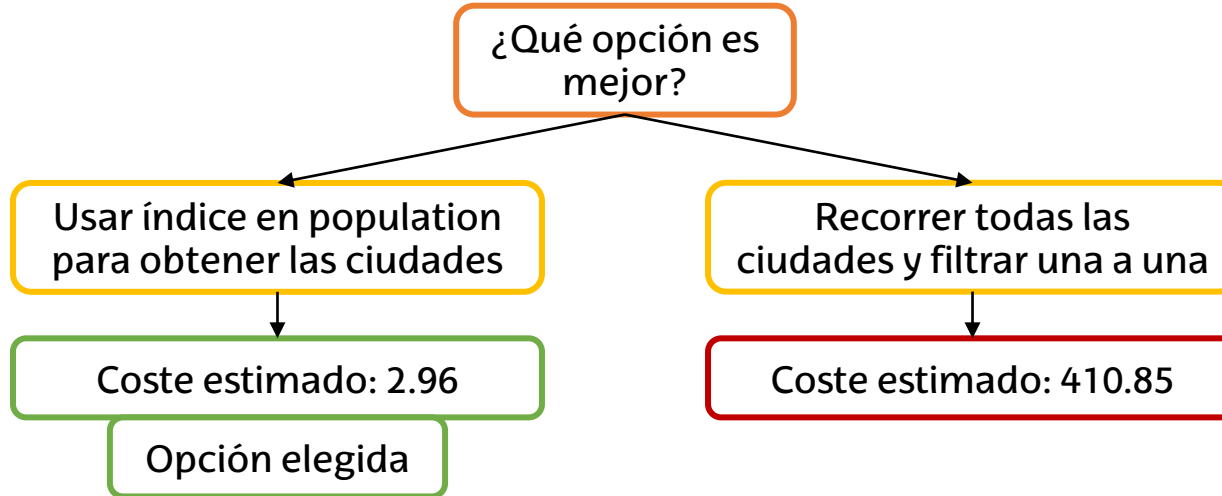 ¿Qué opción es
mejor?
Usar índice en population
para obtener las ciudades
Recorrer todas las
ciudades y filtrar una a una
Coste estimado: 2.96
Coste estimado: 410.85
Opción elegida